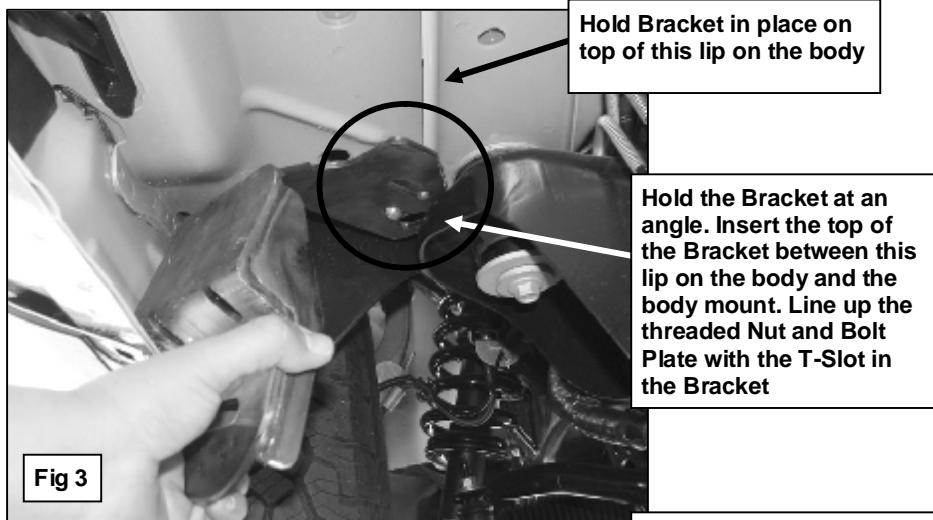 Hold Bracket in place on
top of this lip on the body
Hold the Bracket at an
angle. Insert the top of
the Bracket between this
lip on the body and the
body mount. Line up the
threaded Nut and Bolt
Plate with the T-Slot in
the Bracket
Fig 3